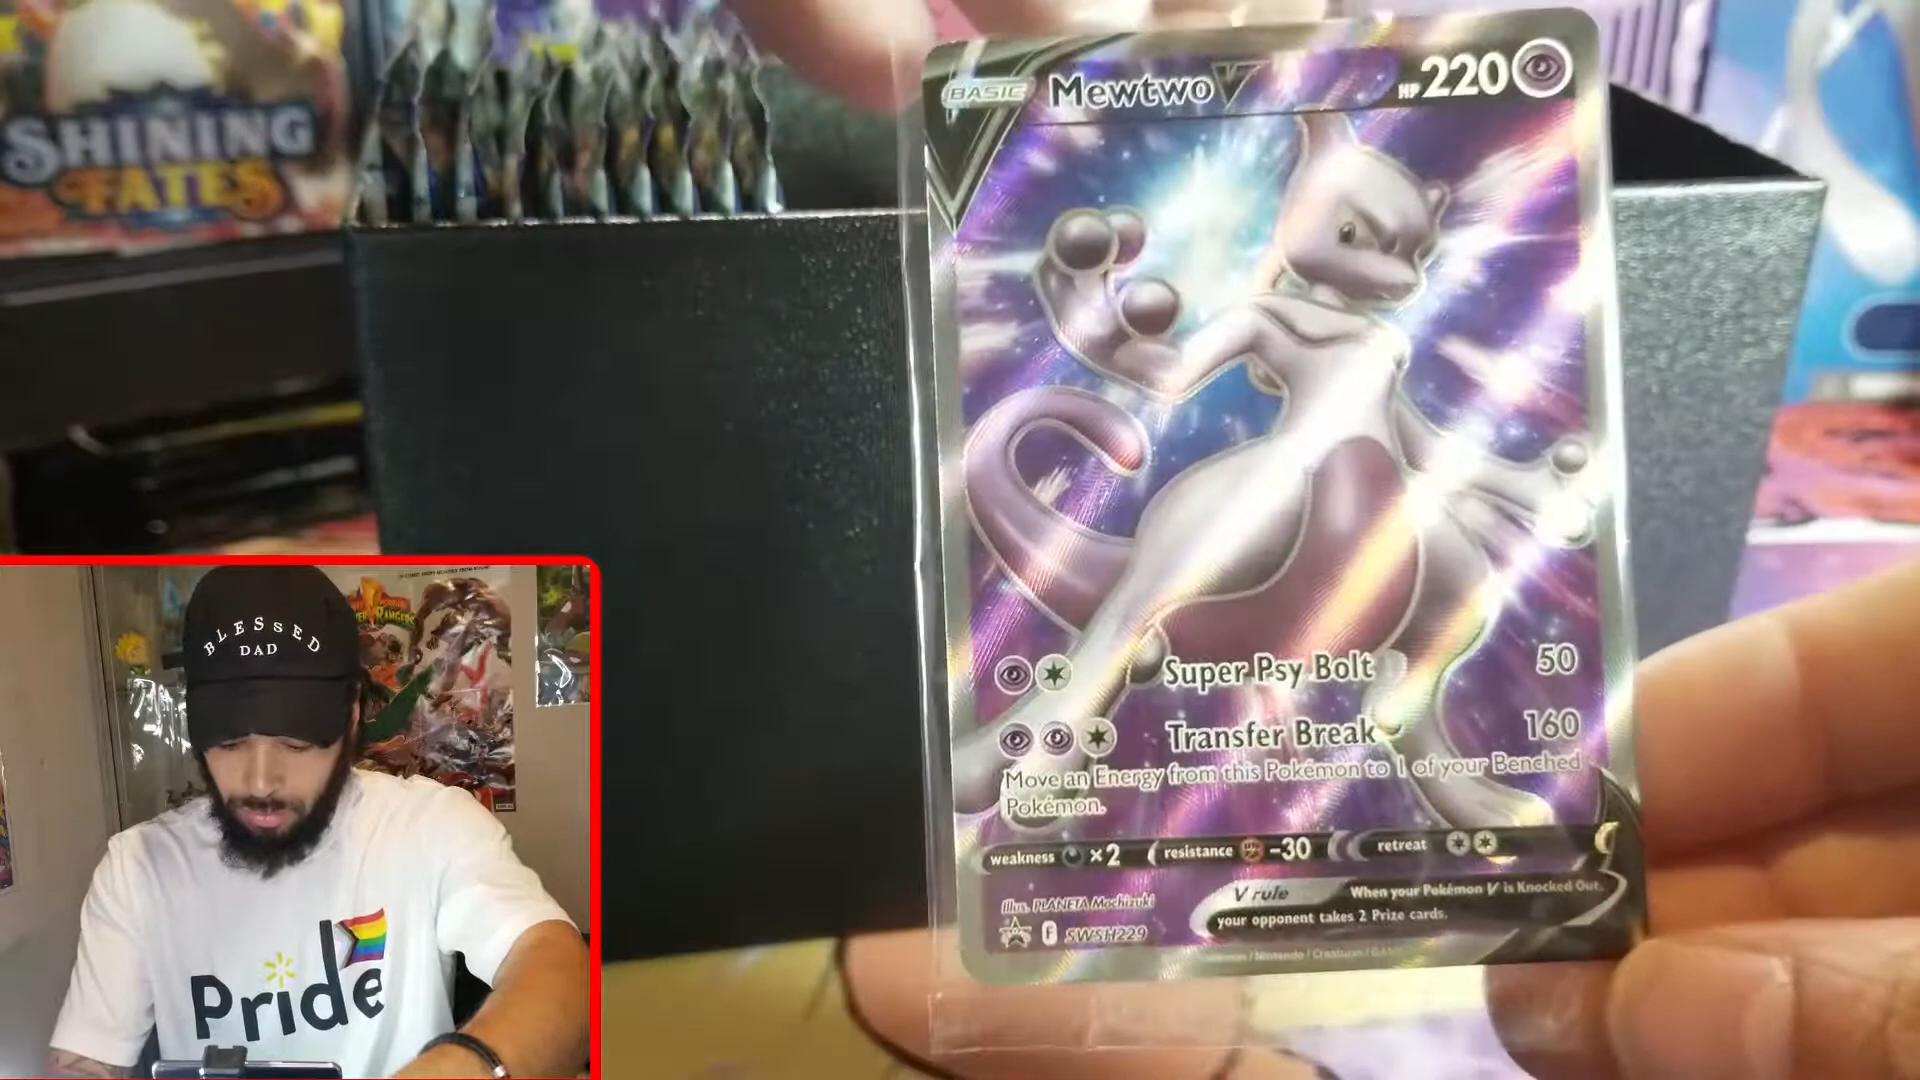 SHINING
FATES
BASIC Mewtwo V HP 220
Super Psy Bolt 50
Transfer Break 160
Move an Energy from this Pokémon to 1 of your Benched
Pokémon.
weakness ×2 resistance -30 retreat
V rule When your Pokémon V is Knocked Out,
your opponent takes 2 Prize cards.
Illus. PLANETA Mochizuki
F SWSH229
BLESSED
DAD
POWER
RANGERS
Pride